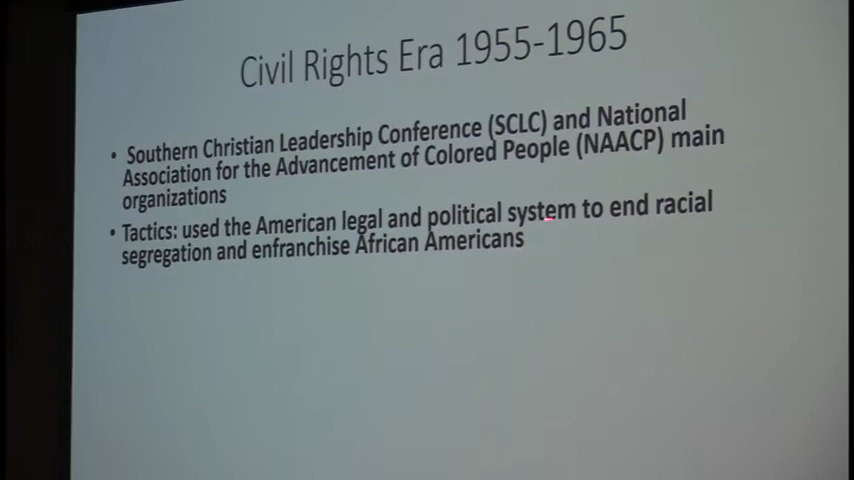 Civil Rights Era 1955-1965
• Southern Christian Leadership Conference (SCLC) and National
Association for the Advancement of Colored People (NAACP) main
organizations
• Tactics: used the American legal and political system to end racial
segregation and enfranchise African Americans